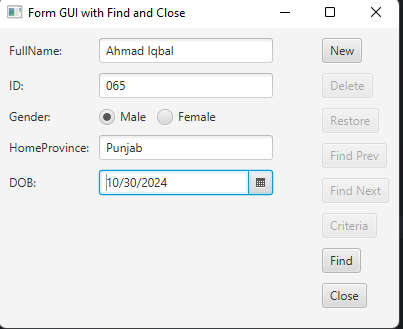 Form GUI with Find and Close
FullName: Ahmad Iqbal New
ID: 065 Delete
Restore
Gender: Male Female
HomeProvince: Punjab Find Prev
DOB: 10/30/2024 Find Next
Criteria
Find
Close